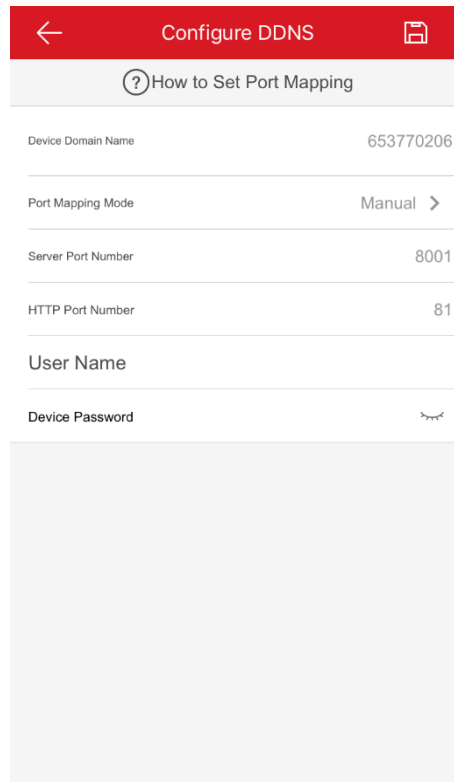 Configure DDNS
?How to Set Port Mapping
Device Domain Name 653770206
Port Mapping Mode Manual
Server Port Number 8001
HTTP Port Number 81
User Name
Device Password